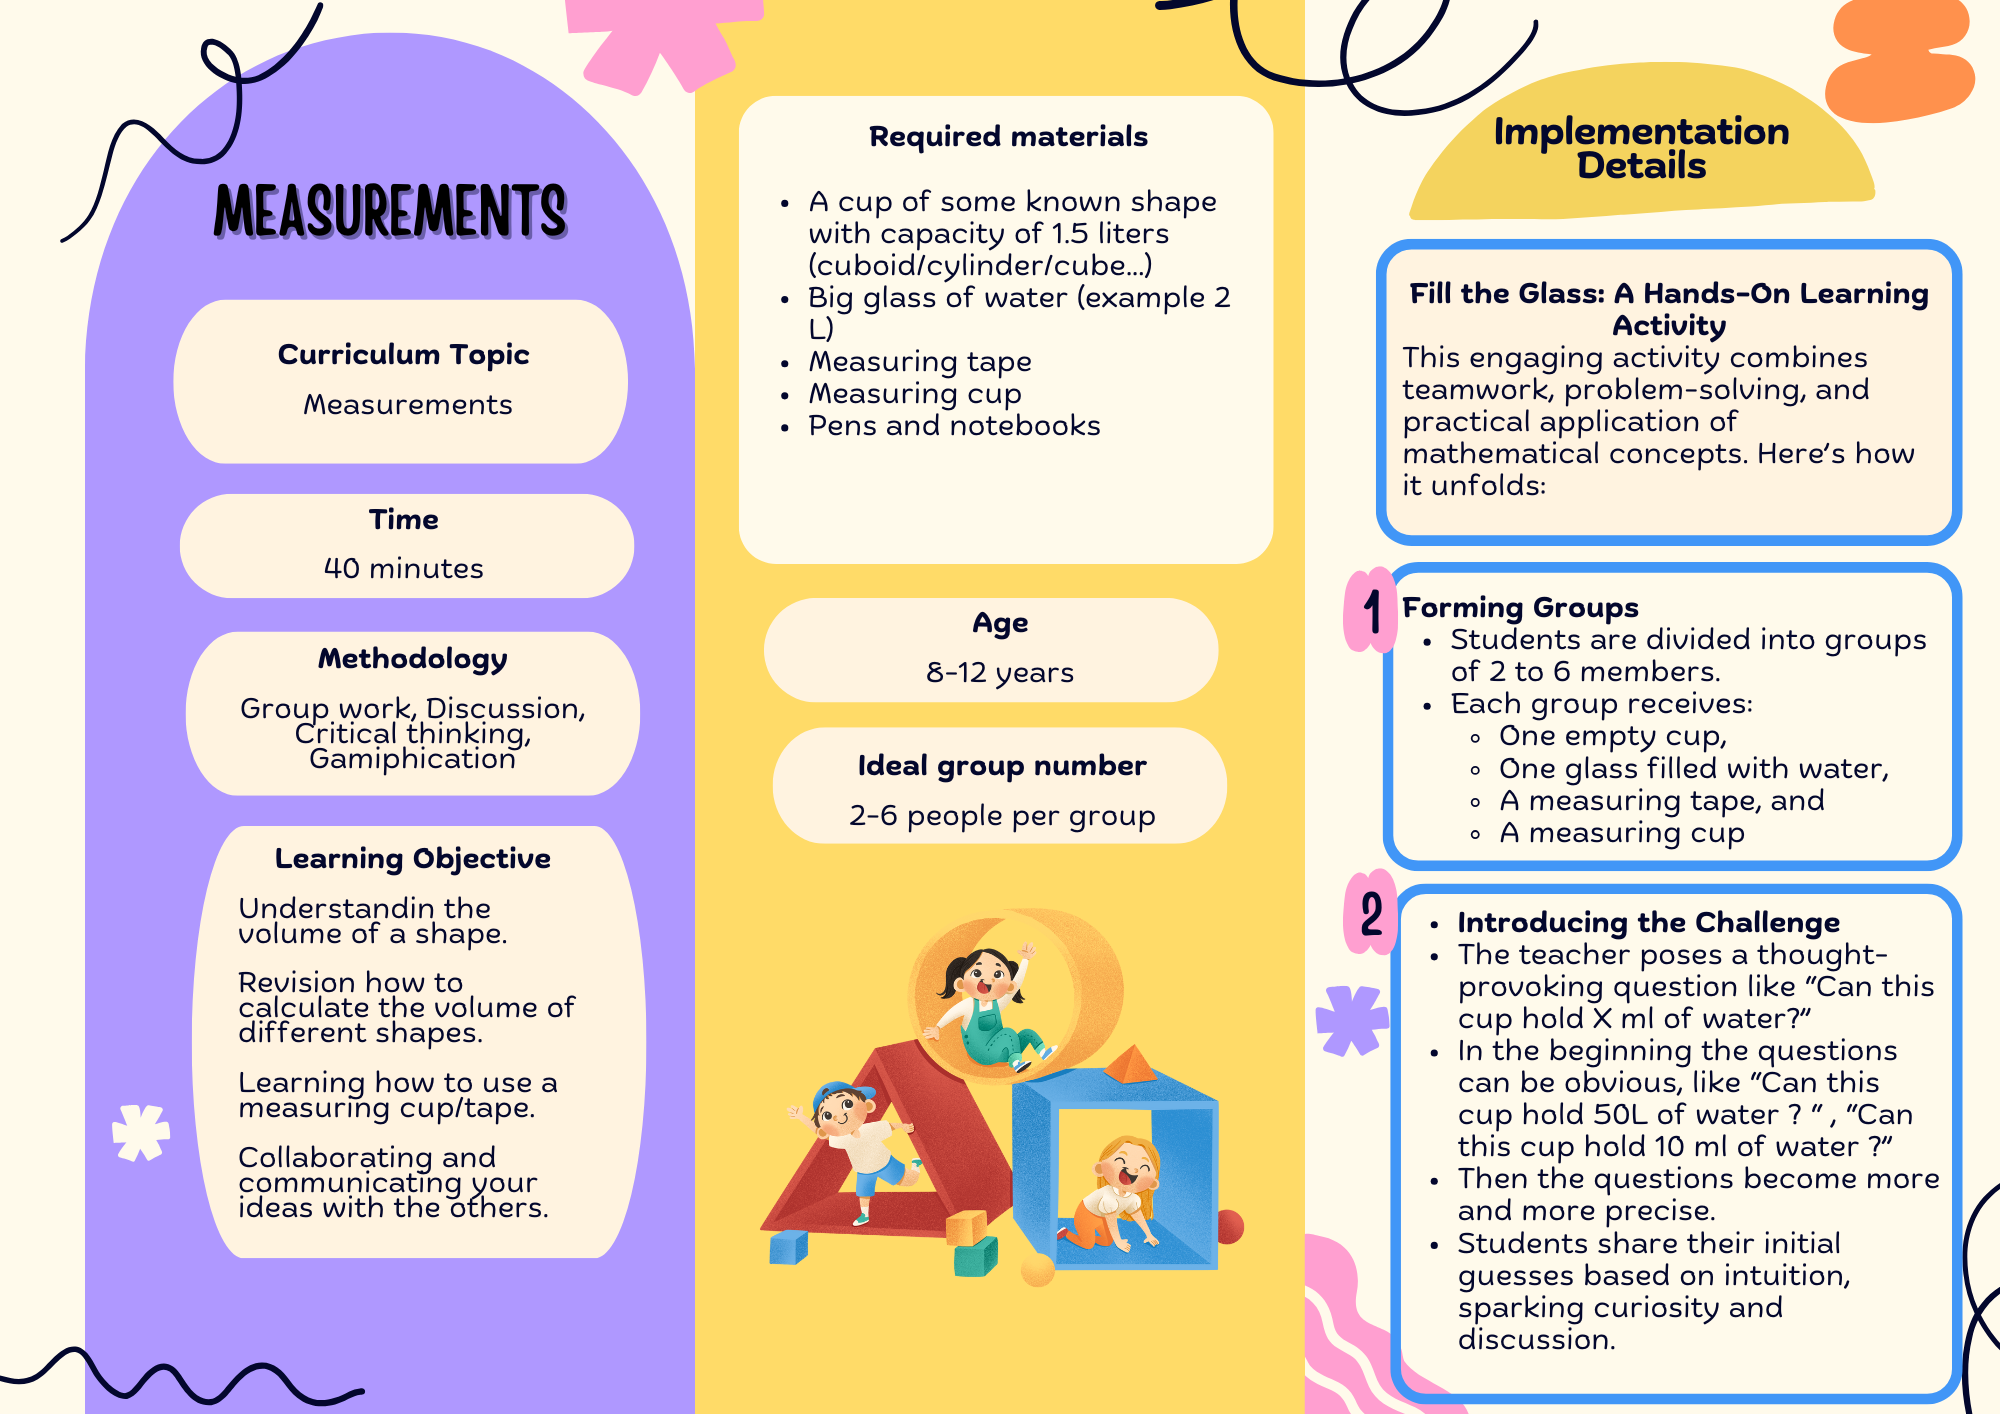 MEASUREMENTS
Curriculum Topic
Measurements
Time
40 minutes
Methodology
Group work, Discussion,
Critical thinking,
Gamiphication
Learning Objective
Understandin the
volume of a shape.
Revision how to
calculate the volume of
different shapes.
Learning how to use a
measuring cup/tape.
Collaborating and
communicating your
ideas with the others.
Required materials
• A cup of some known shape
with capacity of 1.5 liters
(cuboid/cylinder/cube...)
• Big glass of water (example 2
L)
• Measuring tape
• Measuring cup
• Pens and notebooks
Age
8-12 years
Ideal group number
2-6 people per group
Implementation
Details
Fill the Glass: A Hands-On Learning
Activity
This engaging activity combines
teamwork, problem-solving, and
practical application of
mathematical concepts. Here's how
it unfolds:
1
Forming Groups
• Students are divided into groups
of 2 to 6 members.
• Each group receives:
◦ One empty cup,
◦ One glass filled with water,
◦ A measuring tape, and
◦ A measuring cup
2
• Introducing the Challenge
• The teacher poses a thought-
provoking question like "Can this
cup hold X ml of water?"
• In the beginning the questions
can be obvious, like "Can this
cup hold 50L of water ? " , "Can
this cup hold 10 ml of water ?"
• Then the questions become more
and more precise.
• Students share their initial
guesses based on intuition,
sparking curiosity and
discussion.